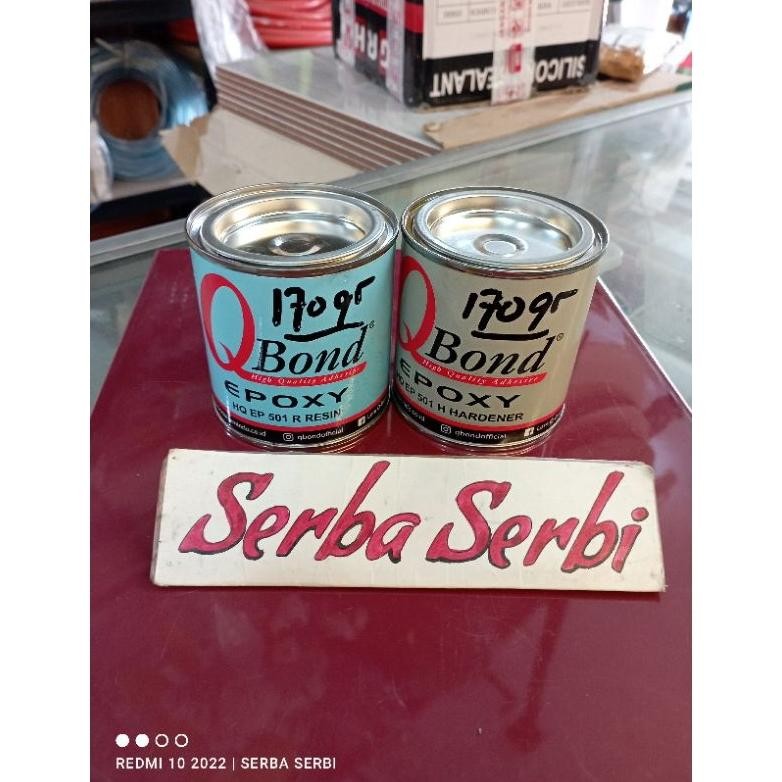 SILICONE SEALANT
170gr
Q Bond®
High Quality Adhesive
EPOXY
HQ EP 501 R RESIN
qbondofficial
170gr
Q Bond®
High Quality Adhesive
EPOXY
HQ EP 501 H HARDENER
qbondofficial
Serba Serbi
REDMI 10 2022 | SERBA SERBI